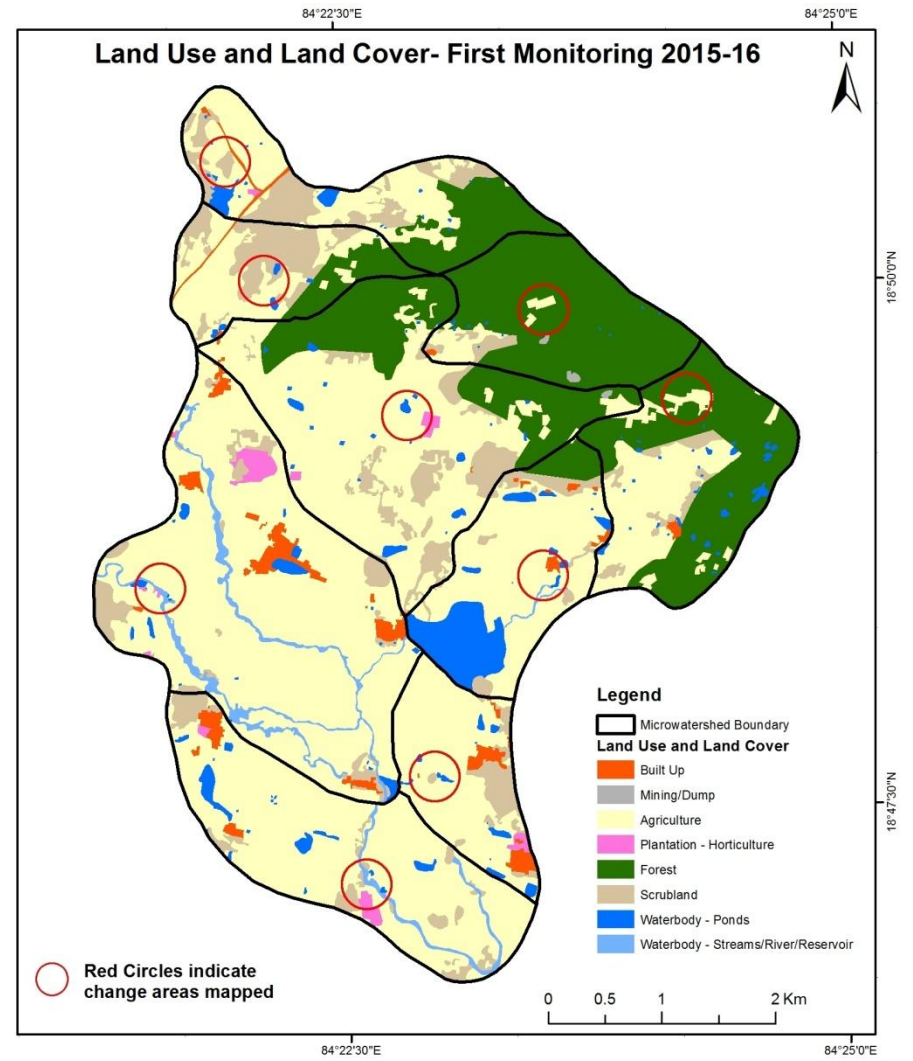 84°22'30"E
84°25'0"E
Land Use and Land Cover- First Monitoring 2015-16
N
18°50'0"N
Legend
Microwatershed Boundary
Land Use and Land Cover
Built Up
Mining/Dump
Agriculture
Plantation - Horticulture
Forest
Scrubland
Waterbody - Ponds
Waterbody - Streams/River/Reservoir
18°47'30"N
Red Circles indicate
change areas mapped
0 0.5 1 2 Km
84°22'30"E
84°25'0"E